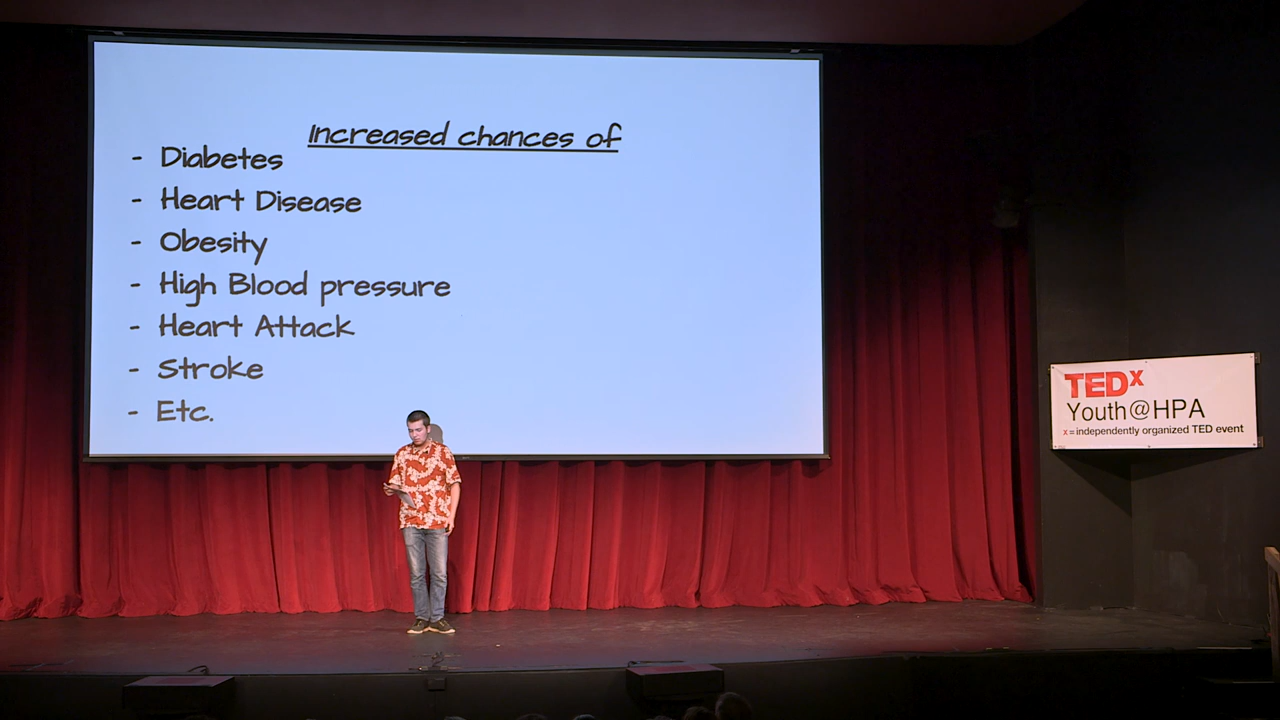 Increased chances of
- Diabetes
- Heart Disease
- Obesity
- High Blood pressure
- Heart Attack
- Stroke
- Etc.
TEDx
Youth@HPA
x=independently organized TED event